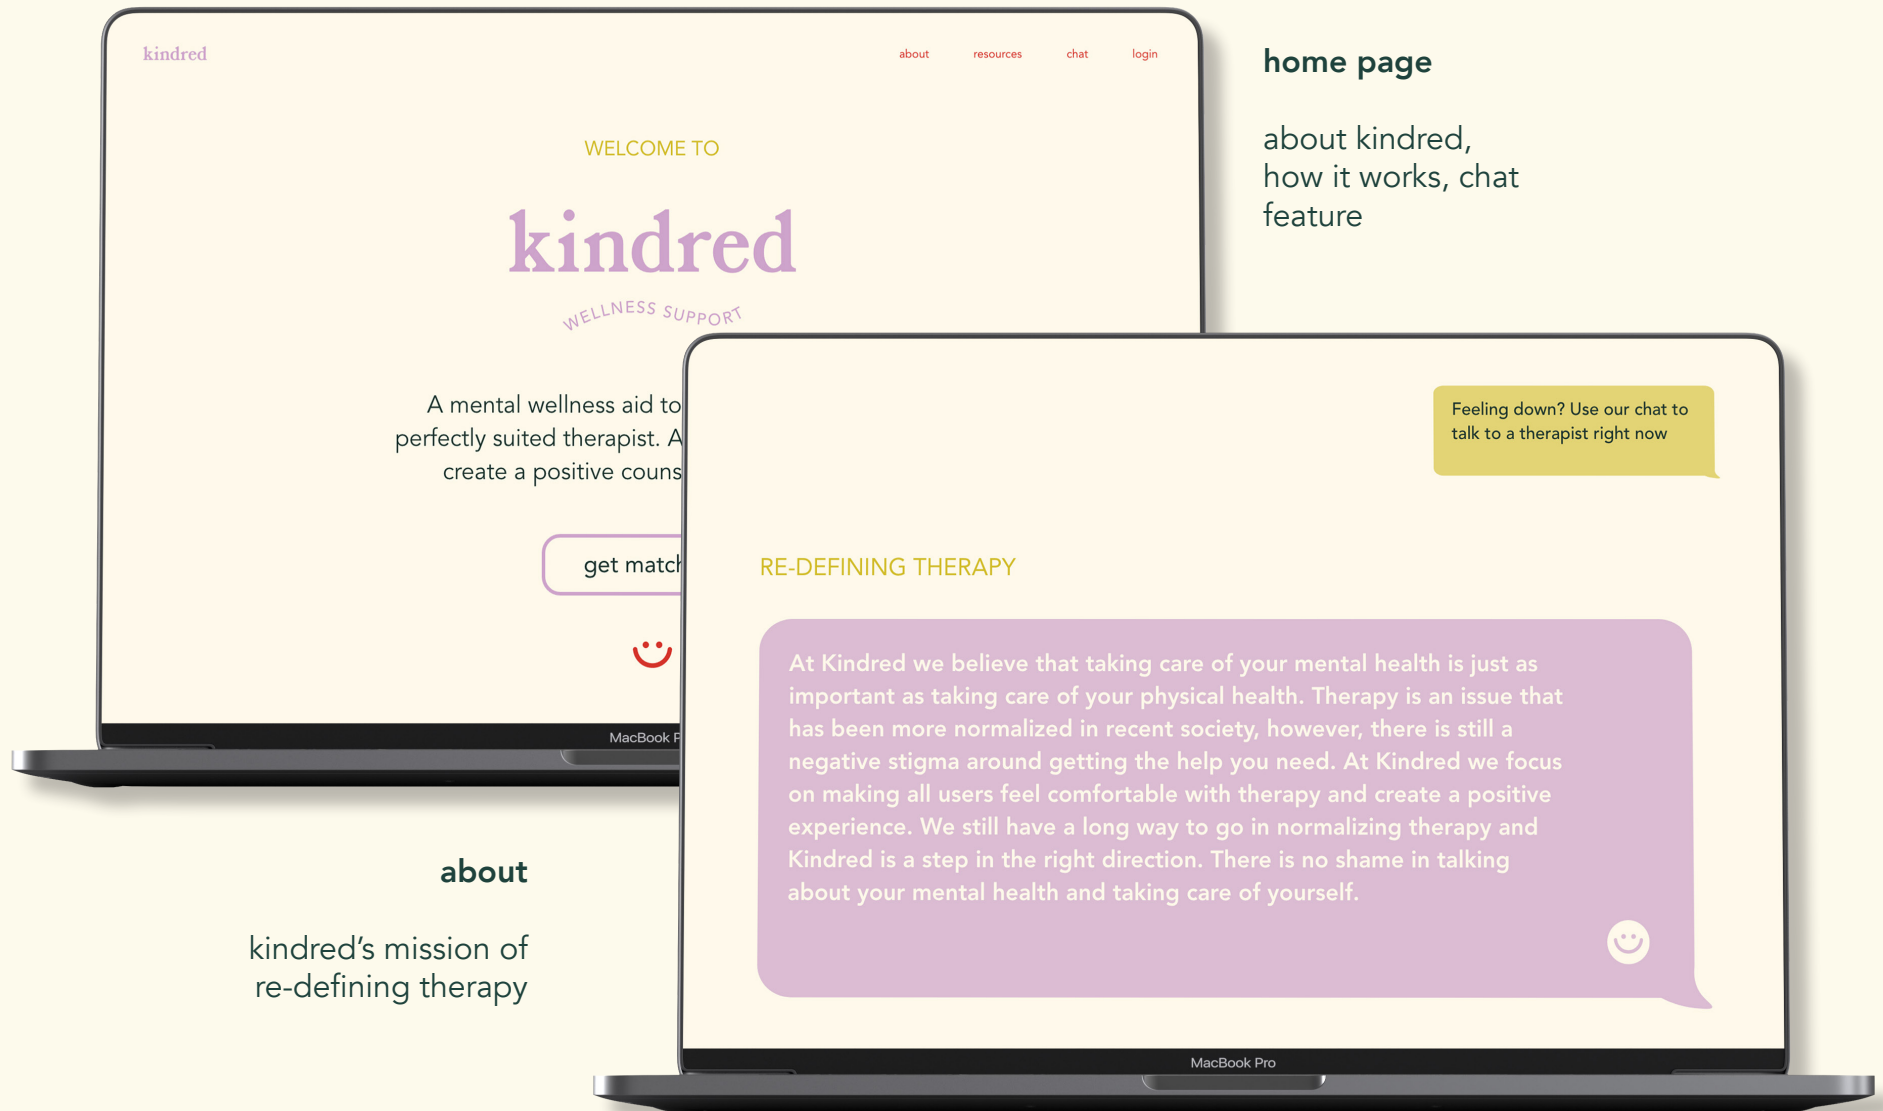 kindred
about resources chat login
WELCOME TO
kindred
WELLNESS SUPPORT
A mental wellness aid to
perfectly suited therapist. A
create a positive
get
MacBook
home page
about kindred,
how it works, chat
feature
Feeling down? Use our chat to
talk to a therapist right now
RE-DEFINING THERAPY
At Kindred we believe that taking care of your mental health is just as
important as taking care of your physical health. Therapy is an issue that
has been more normalized in recent society, however, there is still a
negative stigma around getting the help you need. At Kindred we focus
on making all users feel comfortable with therapy and create a positive
experience. We still have a long way to go in normalizing therapy and
Kindred is a step in the right direction. There is no shame in talking
about your mental health and taking care of yourself.
MacBook Pro
about
kindred's mission of
re-defining therapy